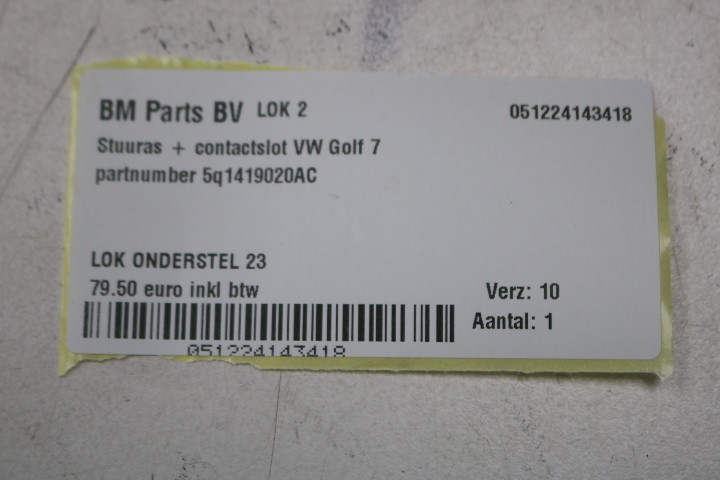 BM Parts BV LOK 2 051224143418
Stuuras + contactslot VW Golf 7
partnumber 5q1419020AC
LOK ONDERSTEL 23
79.50 euro inkl btw
Verz: 10
Aantal: 1
051224143418